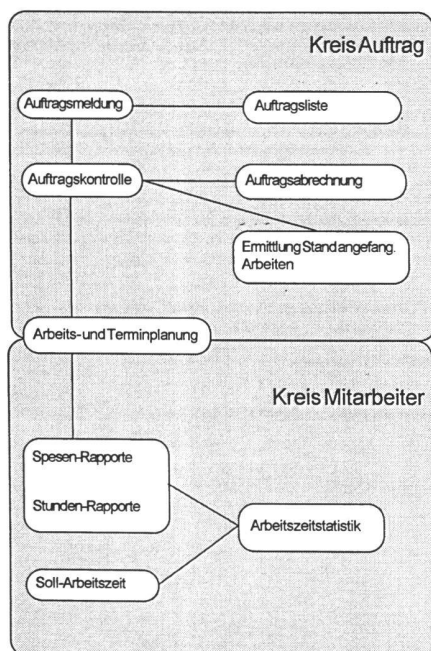 Kreis Auftrag
Auftragsmeldung
Auftragsliste
Auftragskontrolle
Auftragsabrechnung
Ermittlung Stand angefang.
Arbeiten
Arbeits- und Terminplanung
Kreis Mitarbeiter
Spesen-Rapporte
Stunden-Rapporte
Arbeitszeitstatistik
Soll-Arbeitszeit